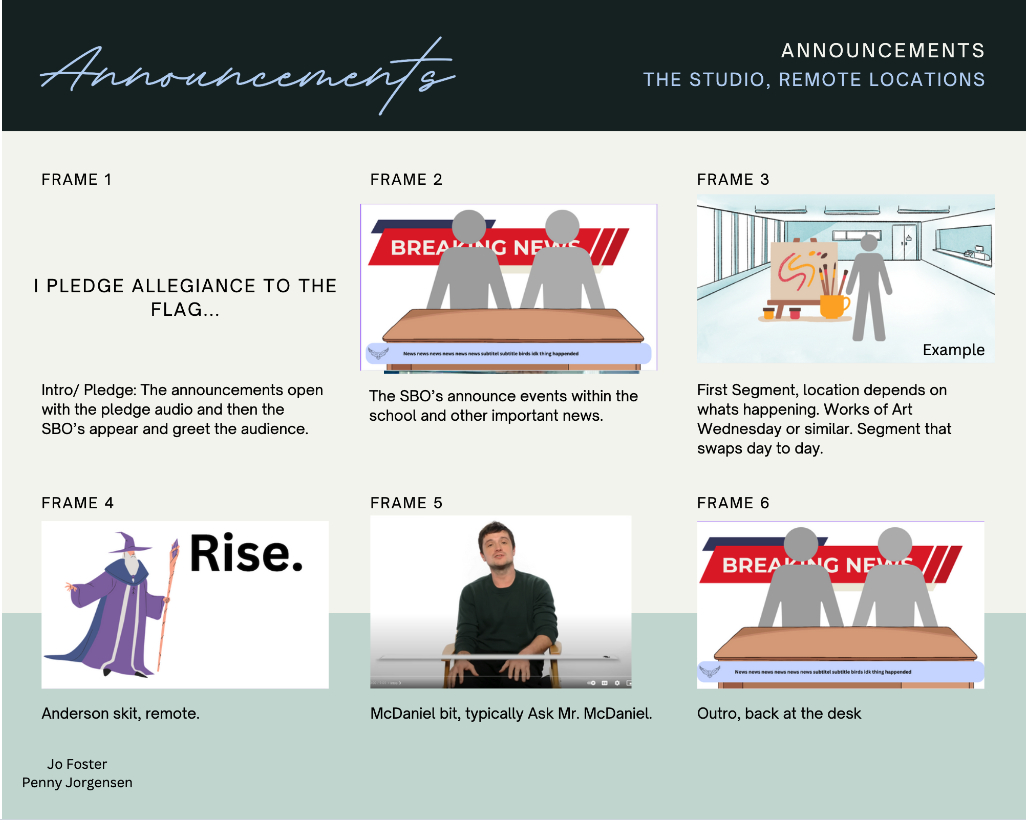 Announcements
ANNOUNCEMENTS
THE STUDIO, REMOTE LOCATIONS
FRAME 1
I PLEDGE ALLEGIANCE TO THE
FLAG...
Intro/ Pledge: The announcements open
with the pledge audio and then the
SBO's appear and greet the audience.
FRAME 2
BREAKING NEWS
News news news news news news subtitel subtitle birds idk thing happended
The SBO's announce events within the
school and other important news.
FRAME 3
Example
First Segment, location depends on
whats happening. Works of Art
Wednesday or similar. Segment that
swaps day to day.
FRAME 4
Rise.
Anderson skit, remote.
FRAME 5
McDaniel bit, typically Ask Mr. McDaniel.
FRAME 6
BREAKING NEWS
News news news news news news subtitel subtitle birds idk thing happended
Outro, back at the desk
Jo Foster
Penny Jorgensen